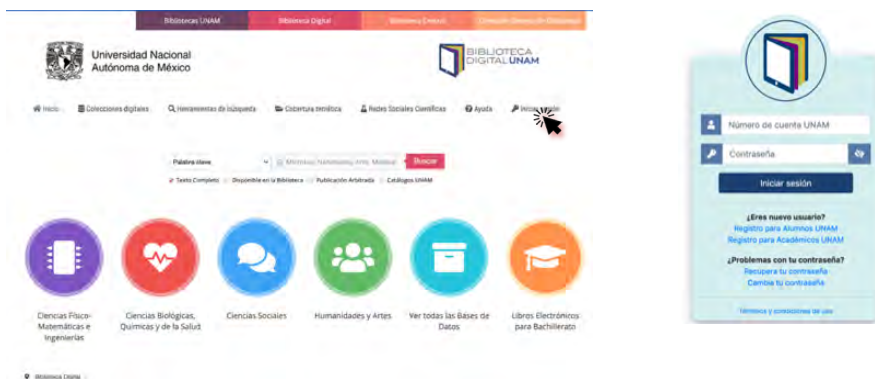 Bibliotecas UNAM
Biblioteca Digital
Biblioteca Central
Universidad Nacional
Autónoma de México
BIBLIOTECA
DIGITAL UNAM
Inicio
Colecciones digitales
Herramientas de búsqueda
Cobertura temática
Redes Sociales Científicas
Ayuda
Palabra clave
Buscar
Texto Completo
Disponible en la Biblioteca
Publicación Arbitrada
Catálogos UNAM
Ciencias Físico-
Matemáticas e
Ingenierías
Ciencias Biológicas,
Químicas y de la Salud
Ciencias Sociales
Humanidades y Artes
Ver todas las Bases de
Datos
Libros Electrónicos
para Bachillerato
Biblioteca Digital
Número de cuenta UNAM
Contraseña
Iniciar sesión
¿Eres nuevo usuario?
Registro para Alumnos UNAM
Registro para Académicos UNAM
¿Problemas con tu contraseña?
Recupera tu contraseña
Cambia tu contraseña
Términos y condiciones de uso